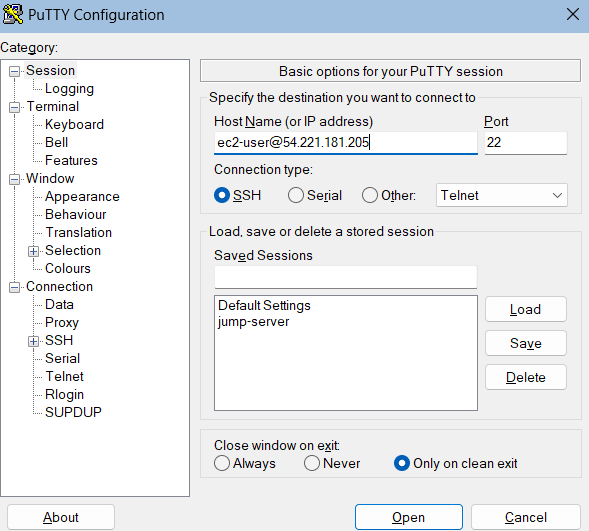 PuTTY Configuration
Category:
Session
Logging
Terminal
Keyboard
Bell
Features
Window
Appearance
Behaviour
Translation
Selection
Colours
Connection
Data
Proxy
SSH
Serial
Telnet
Rlogin
SUPDUP
Basic options for your PuTTY session
Specify the destination you want to connect to
Host Name (or IP address) Port
ec2-user@54.221.181.205 22
Connection type:
SSH Serial Other: Telnet
Load, save or delete a stored session
Saved Sessions
Default Settings
jump-server
Load
Save
Delete
Close window on exit:
Always Never Only on clean exit
About Open Cancel